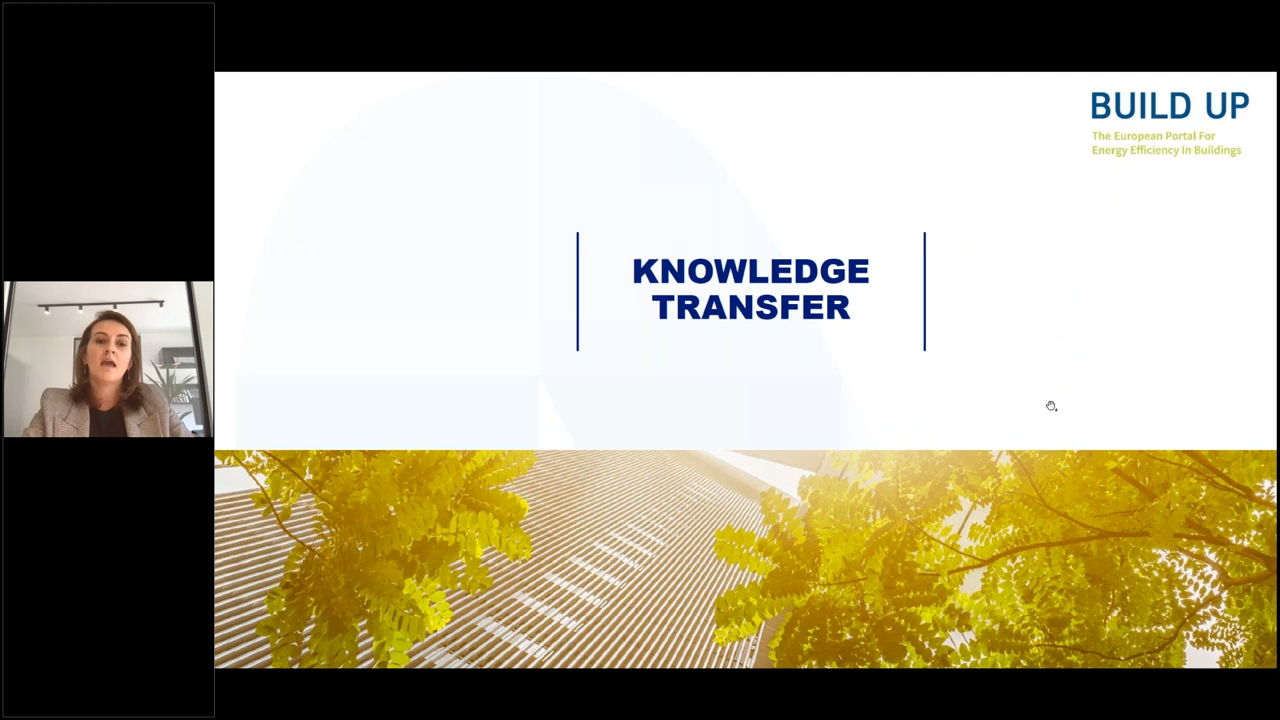 BUILD UP
The European Portal For
Energy Efficiency In Buildings
KNOWLEDGE
TRANSFER